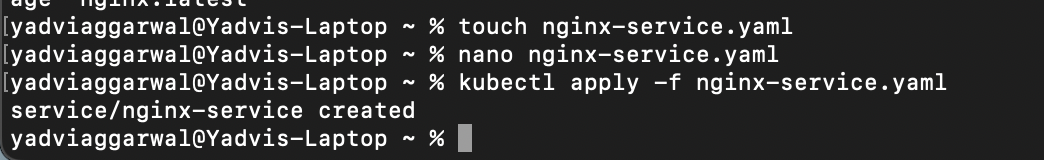 [yadviaggarwal@Yadvis-Laptop ~ % touch nginx-service.yaml
[yadviaggarwal@Yadvis-Laptop ~ % nano nginx-service.yaml
[yadviaggarwal@Yadvis-Laptop ~ % kubectl apply -f nginx-service.yaml
service/nginx-service created
yadviaggarwal@Yadvis-Laptop ~ %